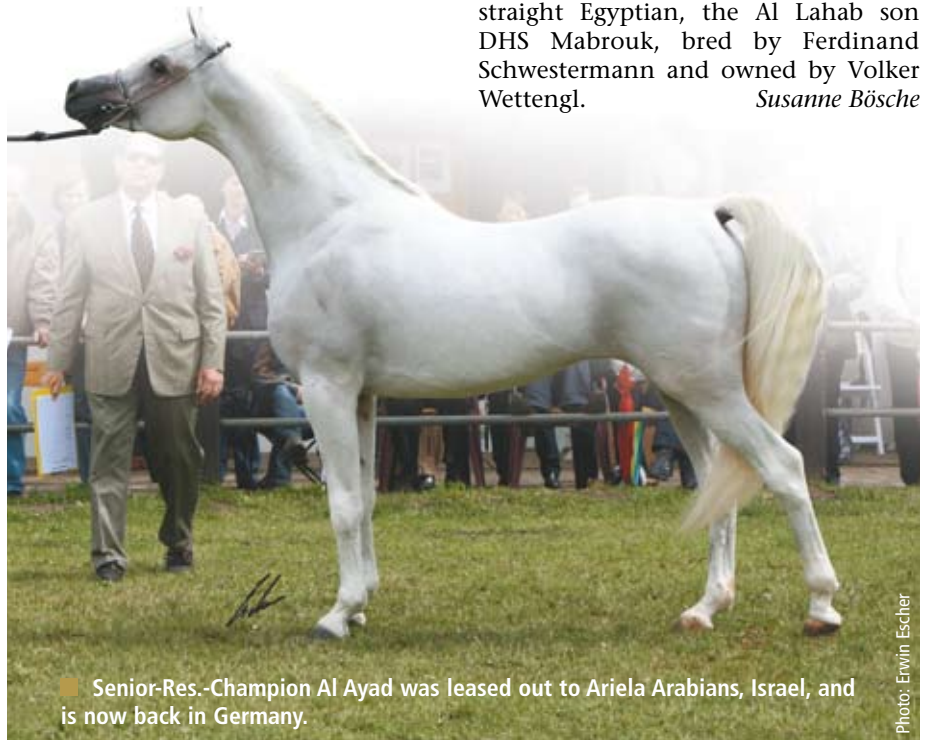 straight Egyptian, the Al Lahab son
DHS Mabrouk, bred by Ferdinand
Schwestermann and owned by Volker
Wettengl. Susanne Bösche
Senior-Res.-Champion Al Ayad was leased out to Ariela Arabians, Israel, and
is now back in Germany.
Photo: Erwin Escher